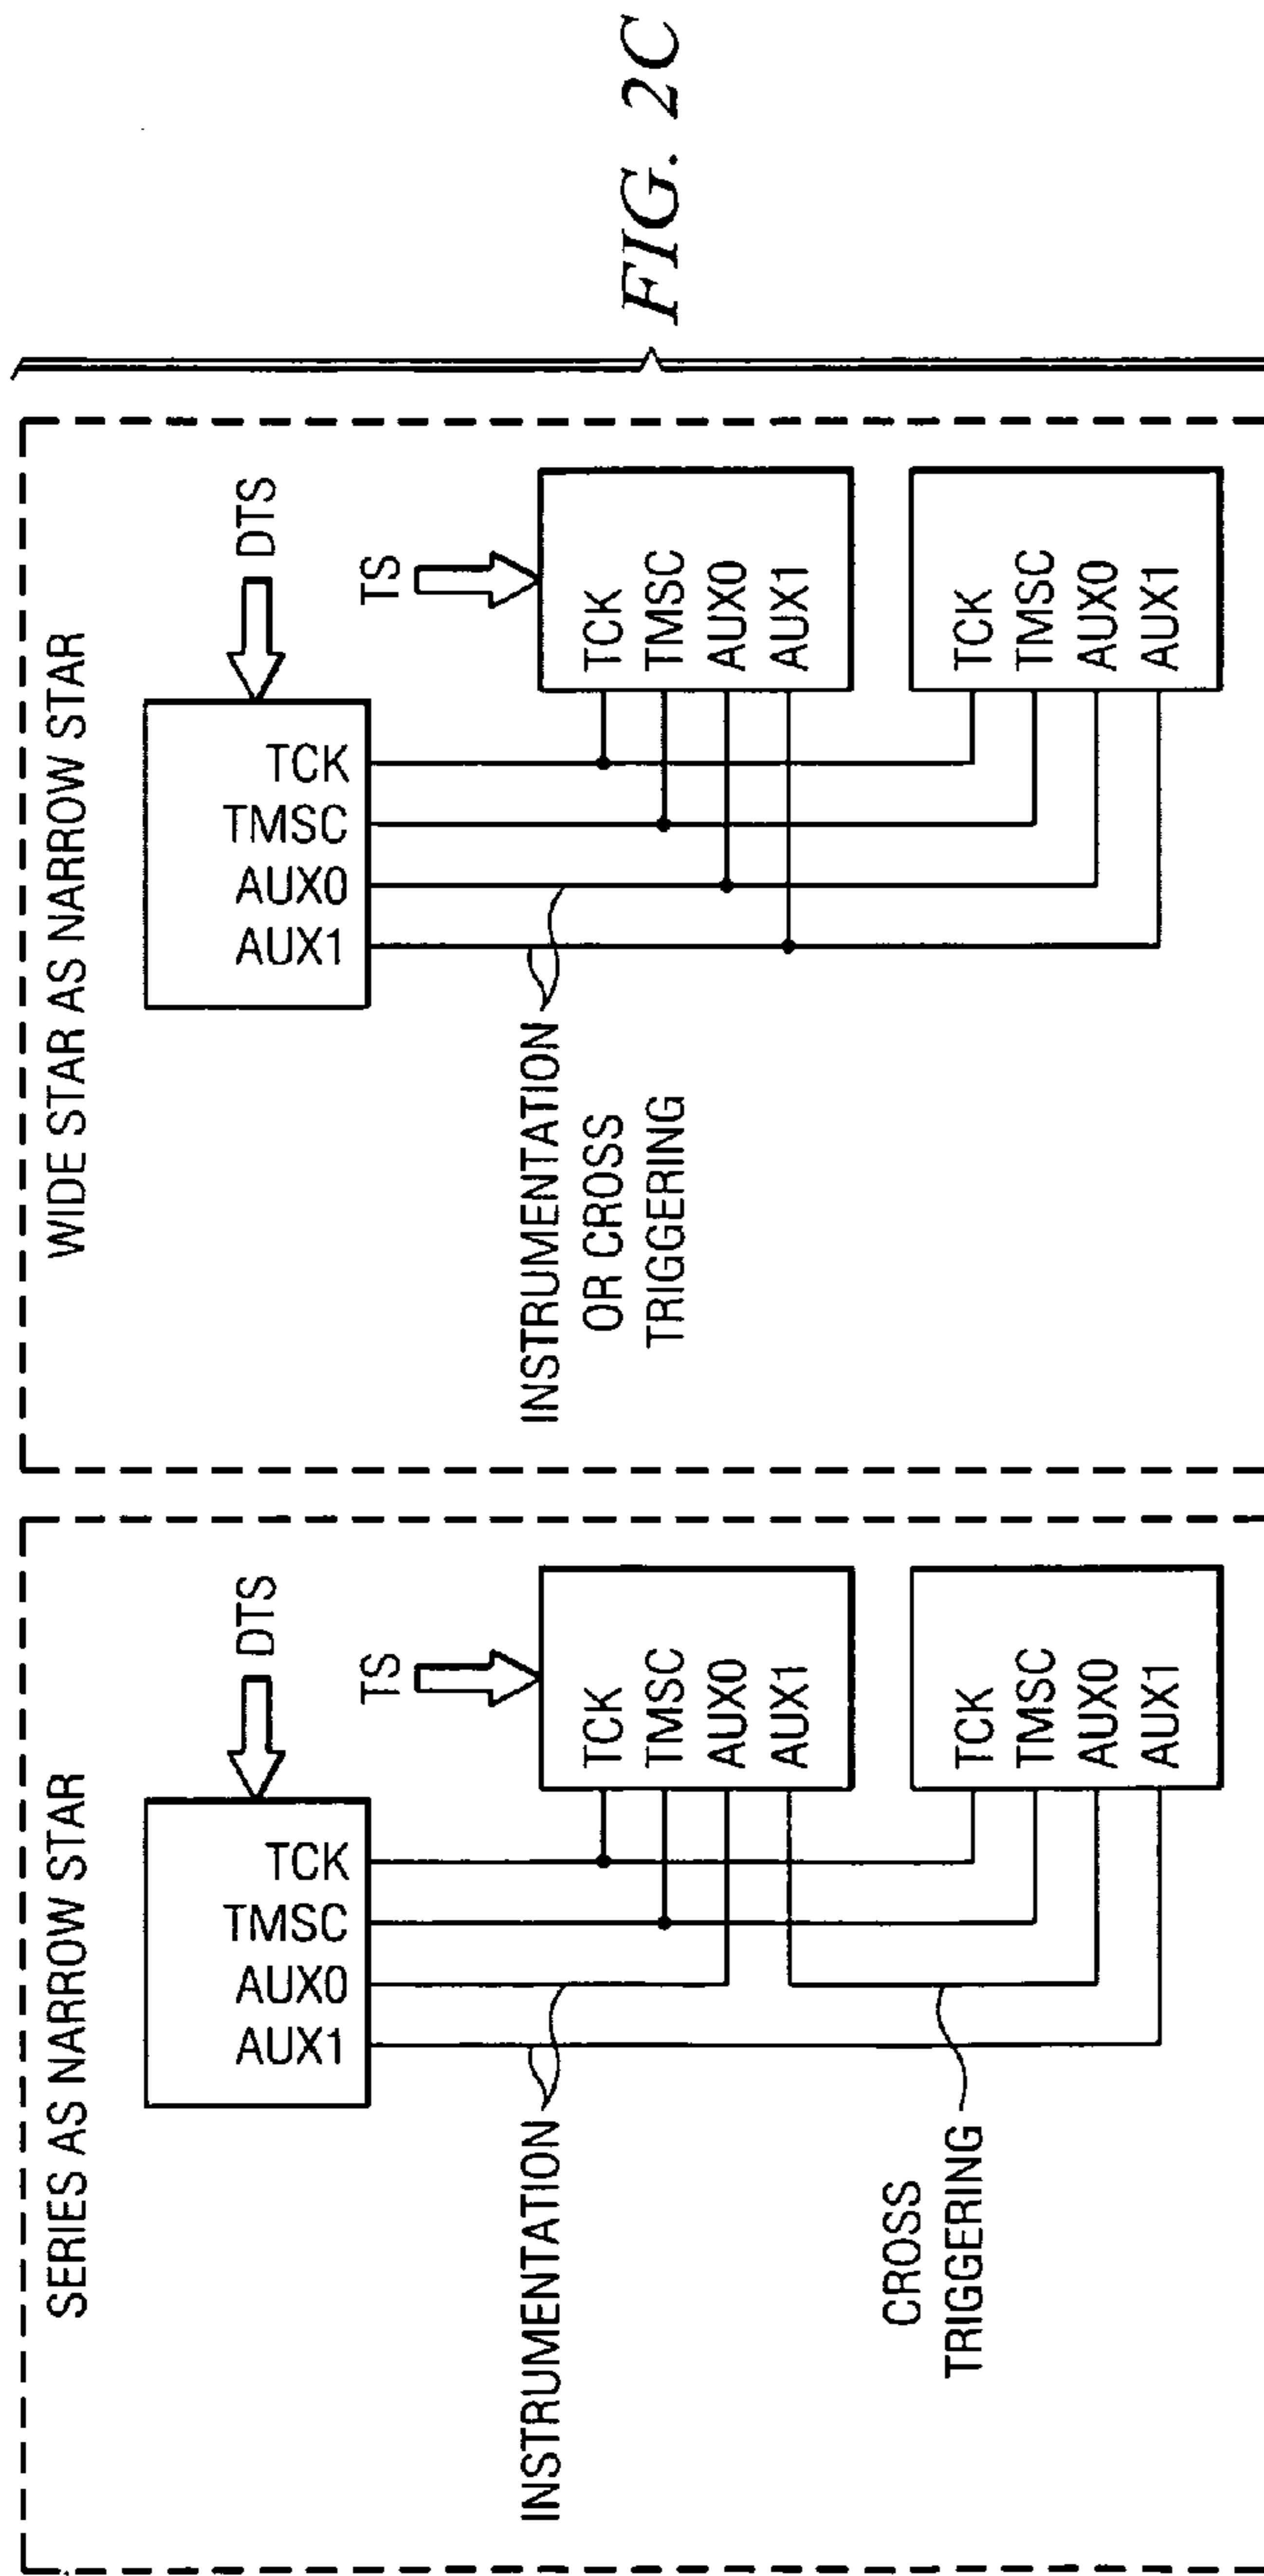 SERIES AS NARROW STAR
DTS
TCK
TMSC
AUX0
AUX1
TS
INSTRUMENTATION
TCK
TMSC
AUX0
AUX1
CROSS
TRIGGERING
TCK
TMSC
AUX0
AUX1
WIDE STAR AS NARROW STAR
DTS
TCK
TMSC
AUX0
AUX1
TS
INSTRUMENTATION
OR CROSS
TRIGGERING
TCK
TMSC
AUX0
AUX1
TCK
TMSC
AUX0
AUX1
FIG. 2C